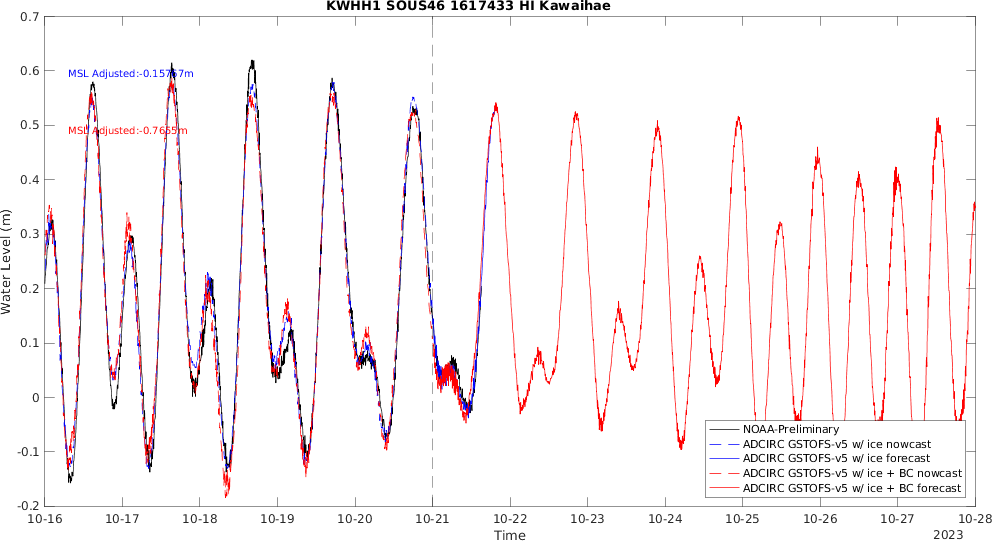 KWHH1 SOUS46 1617433 HI Kawaihae
0.7
0.6
0.5
0.4
0.3
0.2
0.1
0
-0.1
-0.2
Water Level (m)
MSL Adjusted:-0.15757m
MSL Adjusted:-0.7655m
NOAA-Preliminary
ADCIRC GSTOFS-v5 w/ ice nowcast
ADCIRC GSTOFS-v5 w/ ice forecast
ADCIRC GSTOFS-v5 w/ ice + BC nowcast
ADCIRC GSTOFS-v5 w/ ice + BC forecast
10-16 10-17 10-18 10-19 10-20 10-21 10-22 10-23 10-24 10-25 10-26 10-27 10-28
Time
2023